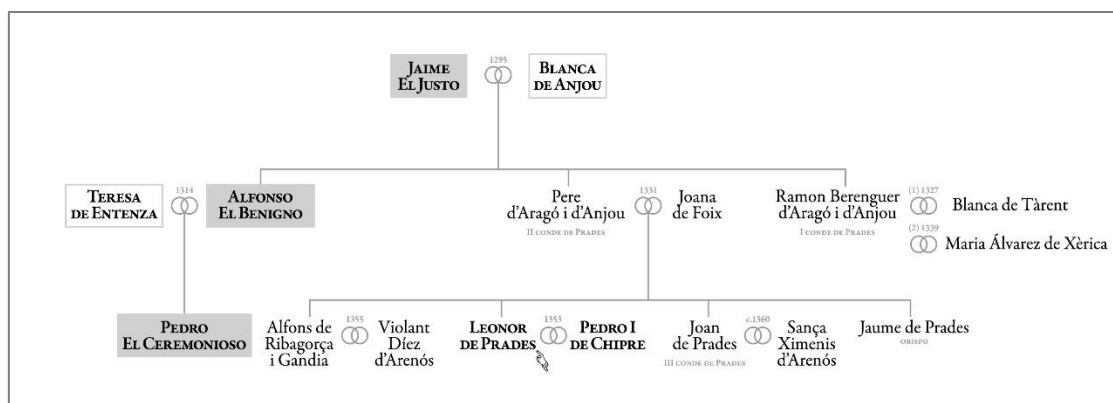 1295
JAIME
EL JUSTO
BLANCA
DE ANJOU
1314
TERESA
DE ENTENZA
ALFONSO
EL BENIGNO
Pere
d'Aragó i d'Anjou
II CONDE DE PRADES
1331
Joana
de Foix
Ramon Berenguer
d'Aragó i d'Anjou
I CONDE DE PRADES
(1) 1327
Blanca de Tàrent
(2) 1339
Maria Álvarez de Xèrica
PEDRO
EL CEREMONIOSO
Alfons de
Ribagorça
i Gandia
1355
Violant
Díez
d'Arenós
LEONOR
DE PRADES
1353
PEDRO I
DE CHIPRE
Joan
de Prades
III CONDE DE PRADES
c.1360
Sança
Ximenis
d'Arenós
Jaume de Prades
OBISPO